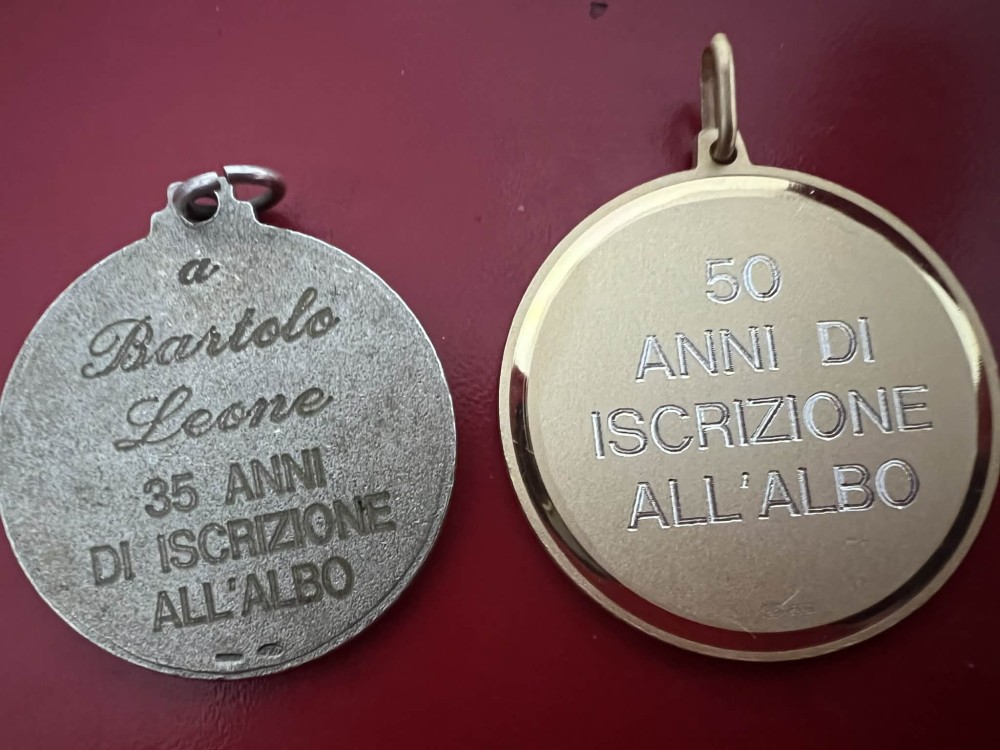 a
Bartolo
Leone
35 ANNI
DI ISCRIZIONE
ALL'ALBO
50
ANNI DI
ISCRIZIONE
ALL'ALBO